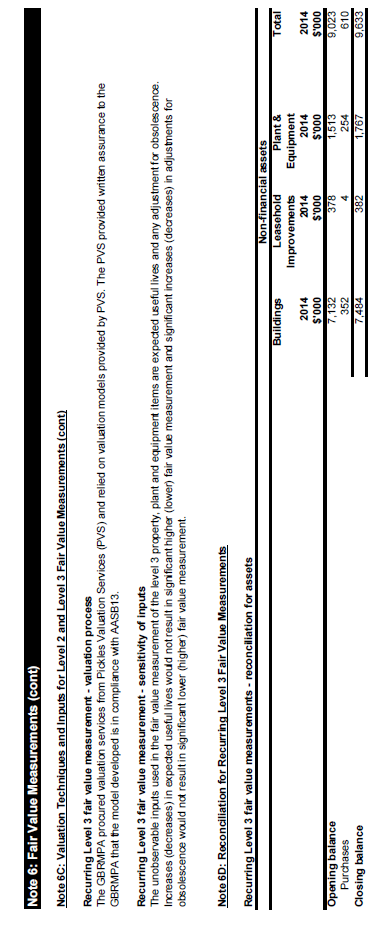 Note 6: Fair Value Measurements (cont)
Note 6C: Valuation Techniques and Inputs for Level 2 and Level 3 Fair Value Measurements (cont)
Recurring Level 3 fair value measurement - valuation process
The GBRMPA procured valuation services from Pickles Valuation Services (PVS) and relied on valuation models provided by PVS. The PVS provided written assurance to the
GBRMPA that the model developed is in compliance with AASB13.
Recurring Level 3 fair value measurement - sensitivity of inputs
The unobservable inputs used in the fair value measurement of the level 3 property, plant and equipment items are expected useful lives and any adjustment for obsolescence.
Increases (decreases) in expected useful lives would not result in significant higher (lower) fair value measurement and significant increases (decreases) in adjustments for
obsolescence would not result in significant lower (higher) fair value measurement.
Note 6D: Reconciliation for Recurring Level 3 Fair Value Measurements
Recurring Level 3 fair value measurements - reconciliation for assets
Non-financial assets
Buildings Leasehold Plant & Total
Improvements Equipment
2014 2014 2014 2014
$'000 $'000 $'000 $'000
Opening balance 7,132 378 1,513 9,023
Purchases 352 4 254 610
Closing balance 7,484 382 1,767 9,633